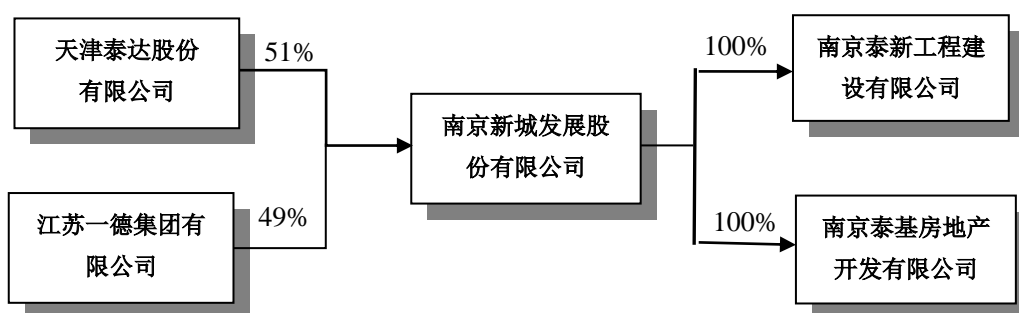 天津泰达股份
有限公司
51%
江苏一德集团有
限公司
49%
南京新城发展股
份有限公司
100%
南京泰新工程建
设有限公司
100%
南京泰基房地产
开发有限公司